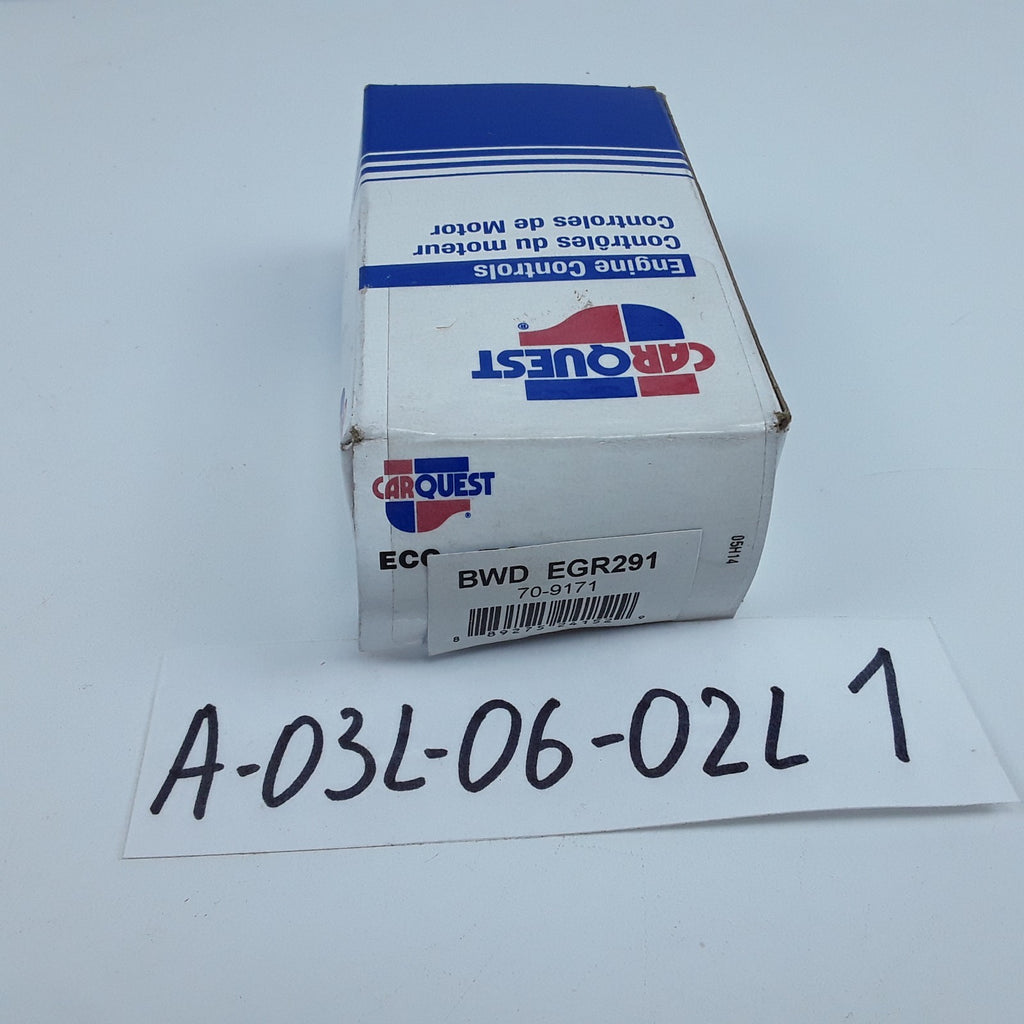 Controles de Motor
Contrôles du moteur
Engine Controls
CARQUEST®
CARQUEST®
BWD EGR291
70-9171
05H14
A-03L-06-02L 1